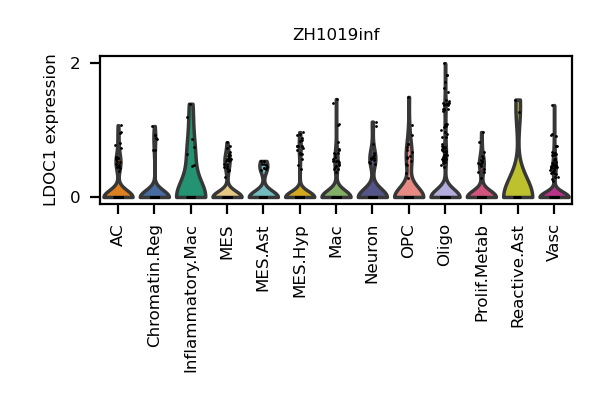 ZH1019inf
LDOC1 expression
2
0
AC
Chromatin.Reg
Inflammatory.Mac
MES
MES.Ast
MES.Hyp
Mac
Neuron
OPC
Oligo
Prolif.Metab
Reactive.Ast
Vasc